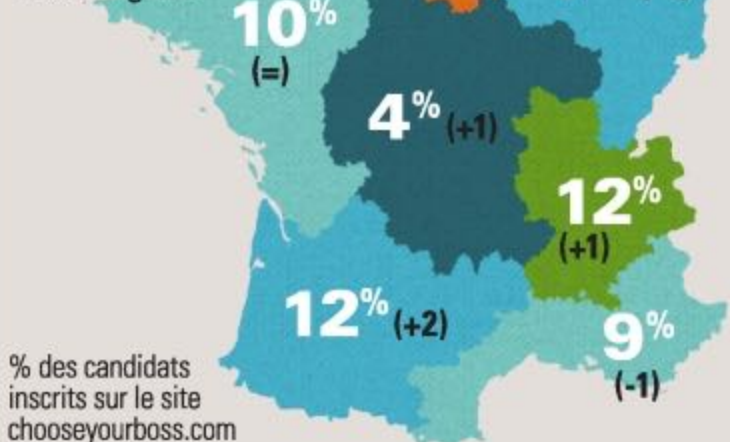 10%
(=)
4% (+1)
12%
(+1)
12% (+2)
9%
(-1)
% des candidats
inscrits sur le site
chooseyourboss.com